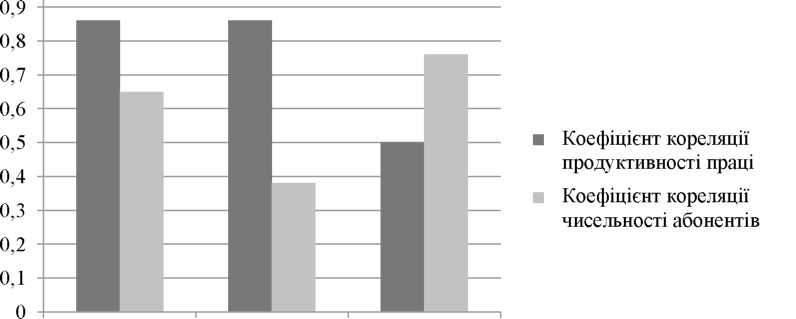 0,9
0,8
0,7
0,6
0,5
0,4
0,3
0,2
0,1
0
Коефіцієнт кореляції
продуктивності праці
Коефіцієнт кореляції
чисельності абонентів